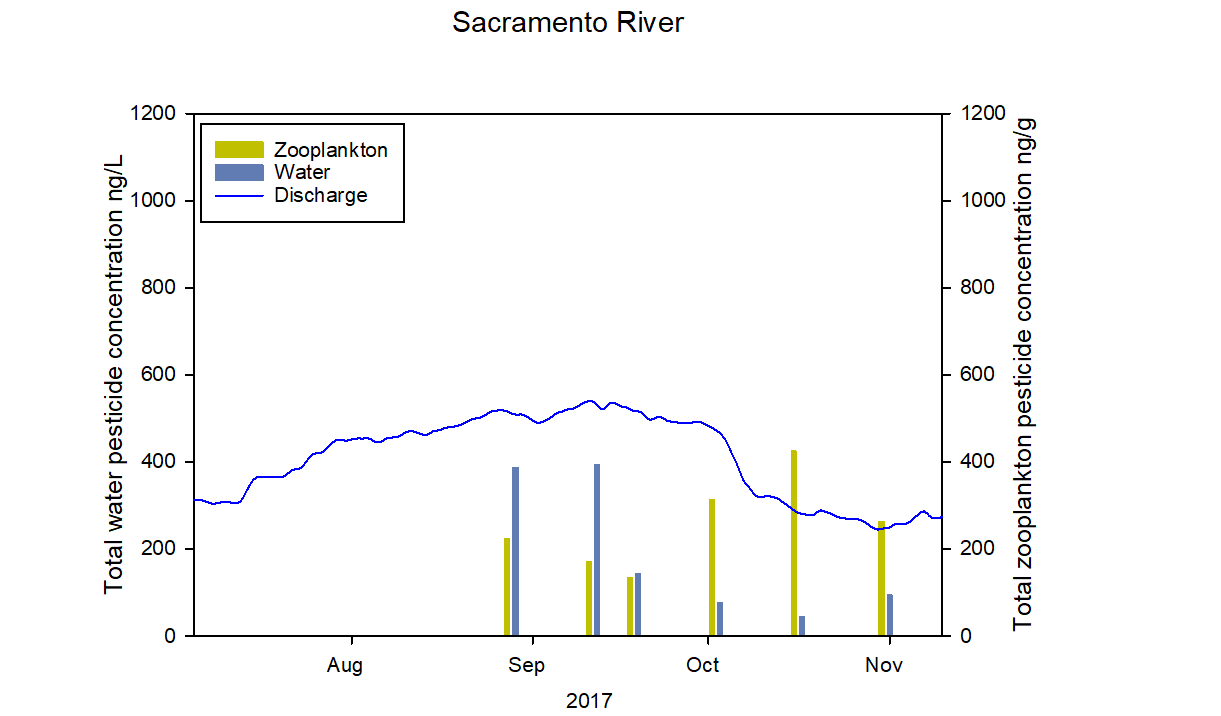 Sacramento River
Total water pesticide concentration ng/L
1200
1000
800
600
400
200
0
Zooplankton
Water
Discharge
1200
1000
800
600
400
200
0
Total zooplankton pesticide concentration ng/g
Aug Sep Oct Nov
2017